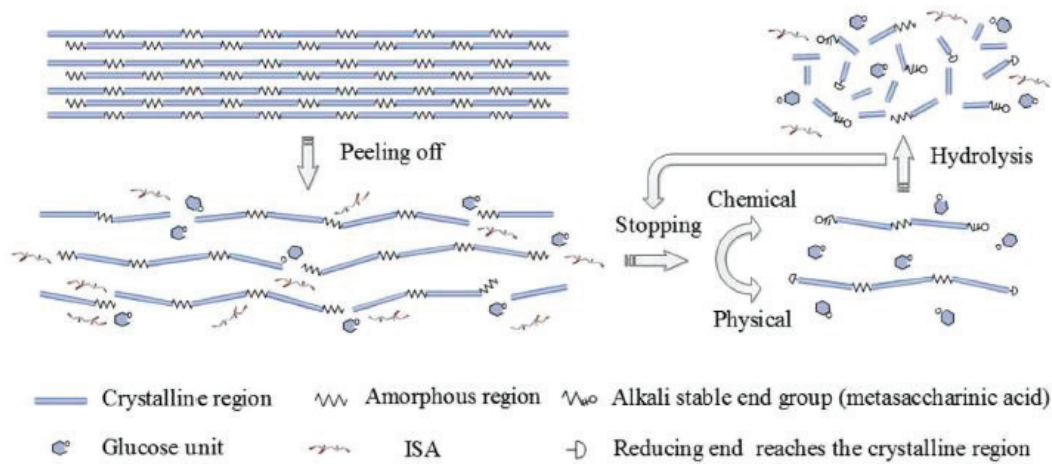 Peeling off
Hydrolysis
Chemical
Stopping
Physical
Crystalline region
Amorphous region
Alkali stable end group (metasaccharinic acid)
Glucose unit
ISA
Reducing end reaches the crystalline region